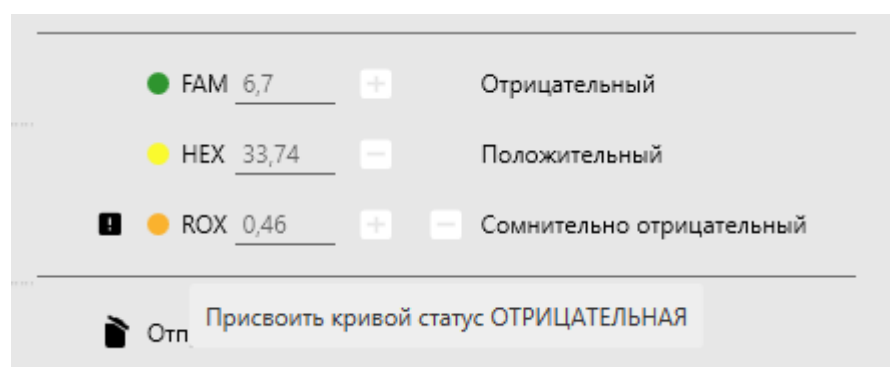 FAM 6,7 + Отрицательный
HEX 33,74 − Положительный
! ROX 0,46 + − Сомнительно отрицательный
Отп
Присвоить кривой статус ОТРИЦАТЕЛЬНАЯ